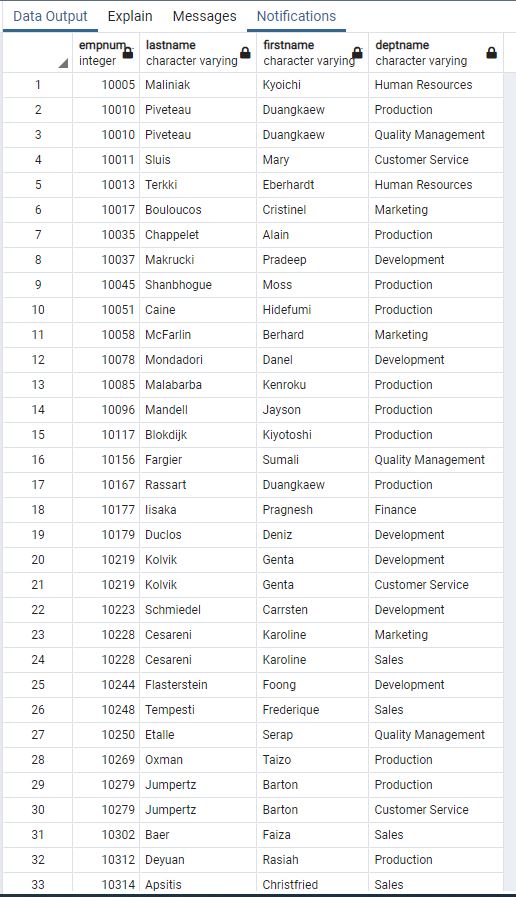 Data Output Explain Messages Notifications
empnum lastname firstname deptname
integer character varying character varying character varying
1 10005 Maliniak Kyoichi Human Resources
2 10010 Piveteau Duangkaew Production
3 10010 Piveteau Duangkaew Quality Management
4 10011 Sluis Mary Customer Service
5 10013 Terkki Eberhardt Human Resources
6 10017 Bouloucos Cristinel Marketing
7 10035 Chappelet Alain Production
8 10037 Makrucki Pradeep Development
9 10045 Shanbhogue Moss Production
10 10051 Caine Hidefumi Production
11 10058 McFarlin Berhard Marketing
12 10078 Mondadori Danel Development
13 10085 Malabarba Kenroku Production
14 10096 Mandell Jayson Production
15 10117 Blokdijk Kiyotoshi Production
16 10156 Fargier Sumali Quality Management
17 10167 Rassart Duangkaew Production
18 10177 Iisaka Pragnesh Finance
19 10179 Duclos Deniz Development
20 10219 Kolvik Genta Development
21 10219 Kolvik Genta Customer Service
22 10223 Schmiedel Carrsten Development
23 10228 Cesareni Karoline Marketing
24 10228 Cesareni Karoline Sales
25 10244 Flasterstein Foong Development
26 10248 Tempesti Frederique Sales
27 10250 Etalle Serap Quality Management
28 10269 Oxman Taizo Production
29 10279 Jumpertz Barton Production
30 10279 Jumpertz Barton Customer Service
31 10302 Baer Faiza Sales
32 10312 Deyuan Rasiah Production
33 10314 Apsitis Christfried Sales